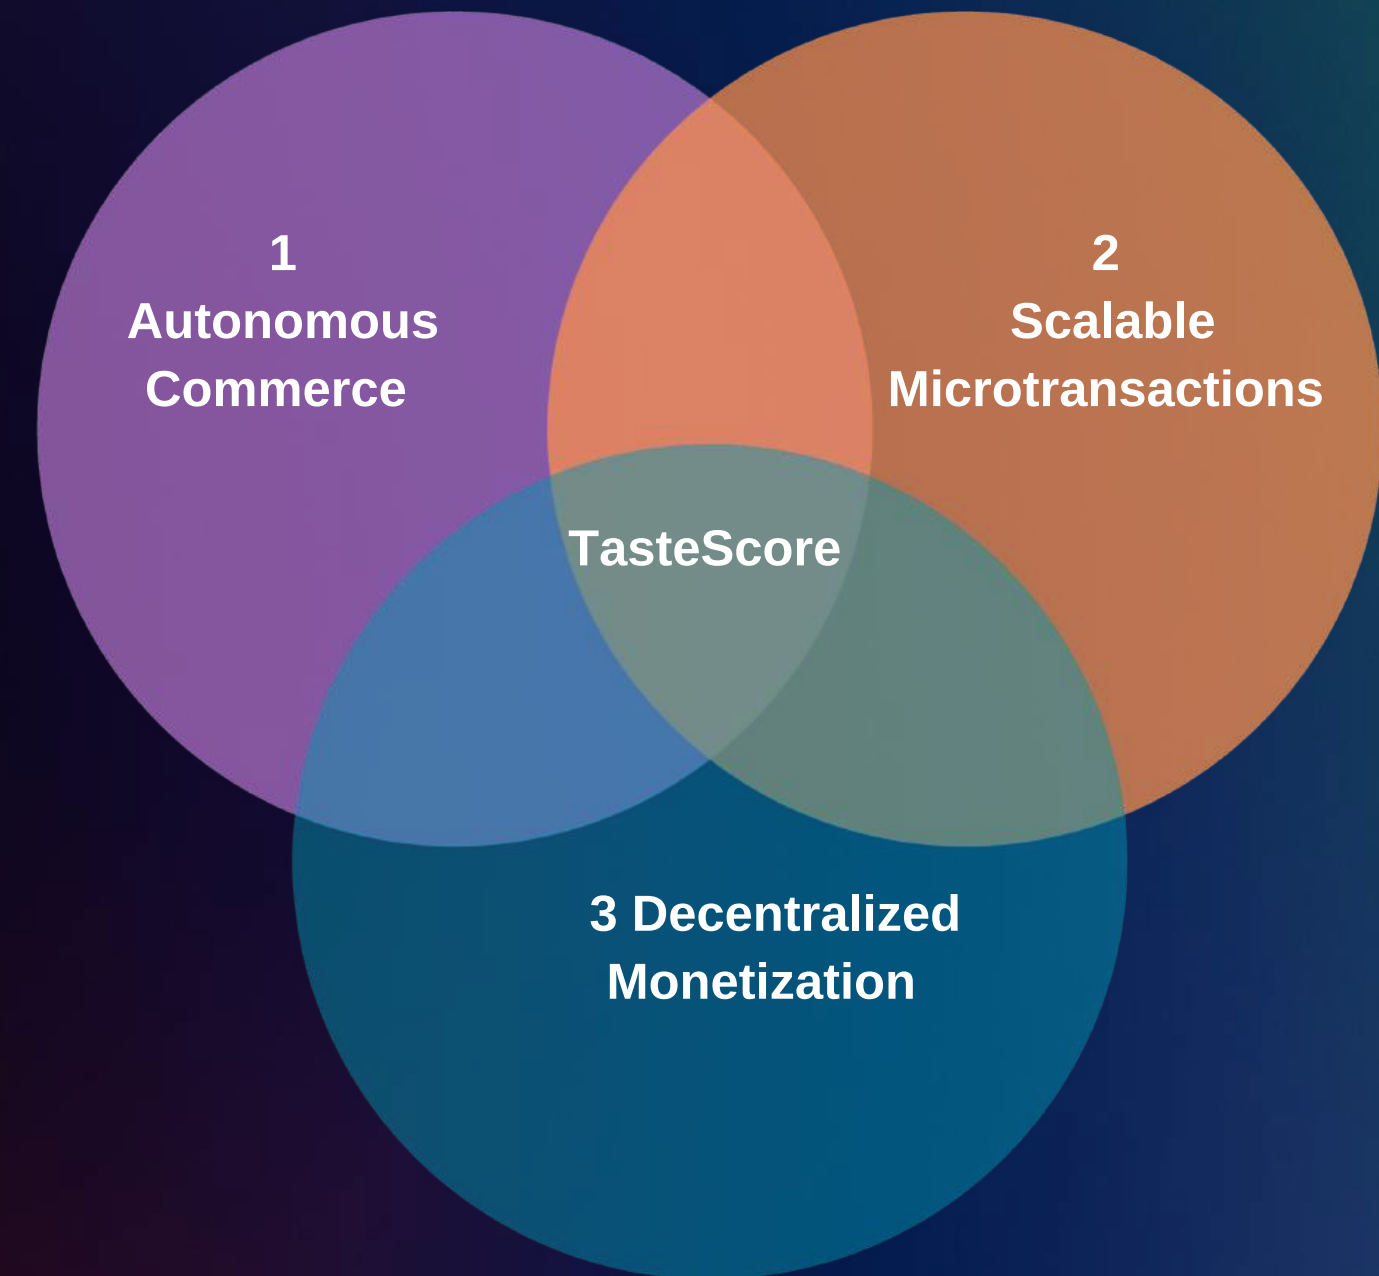 1
Autonomous
Commerce
2
Scalable
Microtransactions
TasteScore
3 Decentralized
Monetization